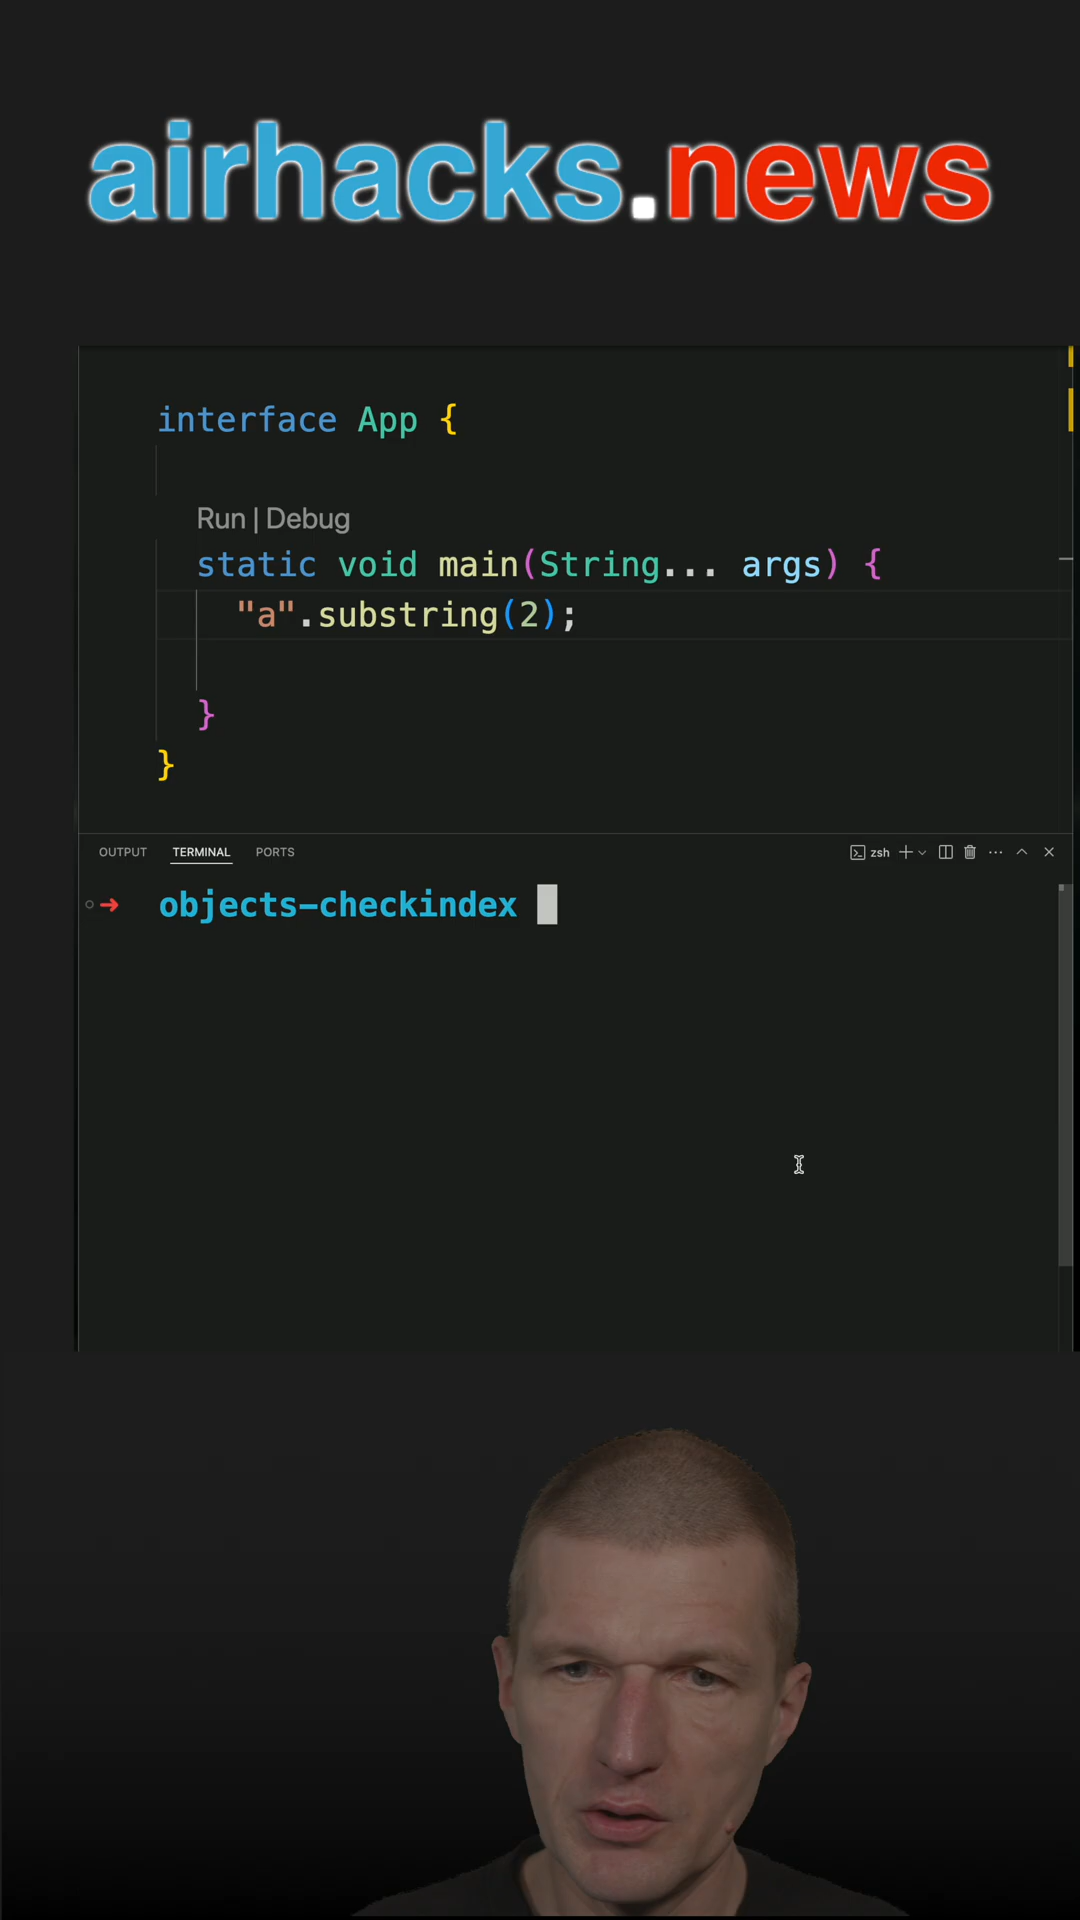 airhacks.news
interface App {
Run | Debug
static void main(String... args) {
"a".substring(2);
}
}
OUTPUT TERMINAL PORTS zsh
objects-checkindex